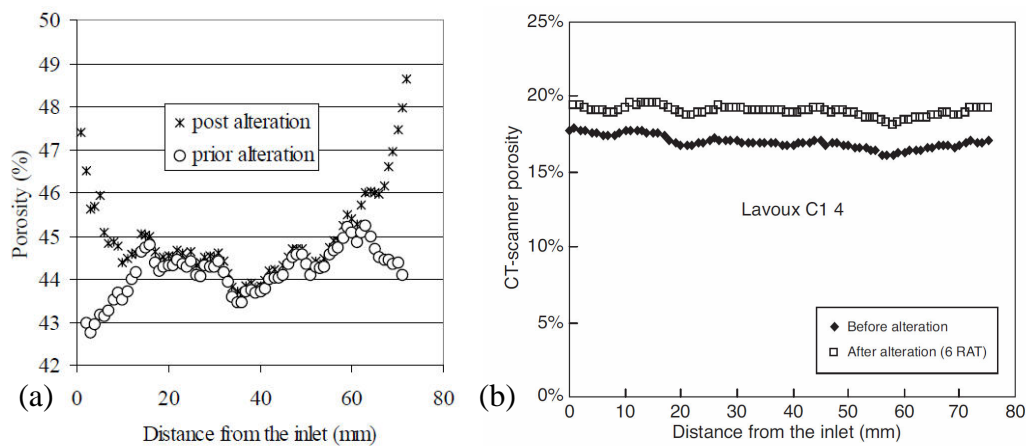 50
49
48
47
46
45
44
43
42
Porosity (%)
post alteration
prior alteration
0
20
40
60
80
Distance from the inlet (mm)
(a)
25%
20%
15%
10%
5%
0%
CT-scanner porosity
Lavoux C1 4
Before alteration
After alteration (6 RAT)
0
10
20
30
40
50
60
70
80
Distance from the inlet (mm)
(b)